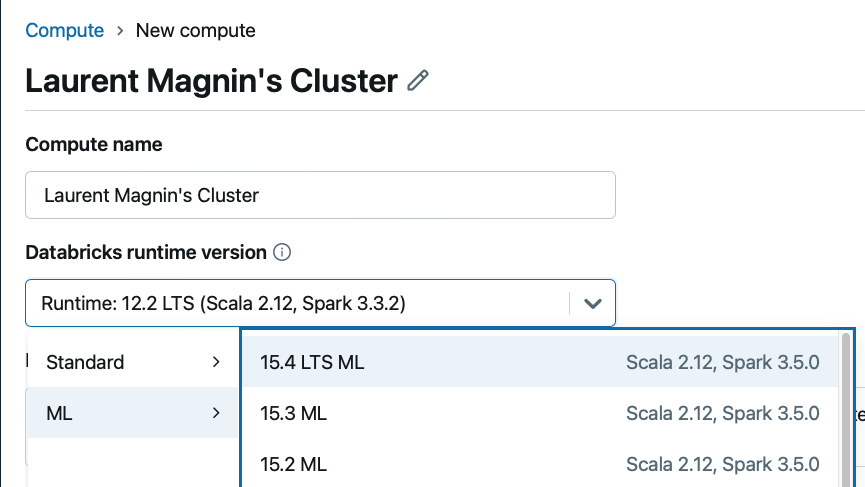 Compute > New compute
Laurent Magnin's Cluster
Compute name
Laurent Magnin's Cluster
Databricks runtime version
Runtime: 12.2 LTS (Scala 2.12, Spark 3.3.2)
Standard >
ML >
15.4 LTS ML Scala 2.12, Spark 3.5.0
15.3 ML Scala 2.12, Spark 3.5.0
15.2 ML Scala 2.12, Spark 3.5.0